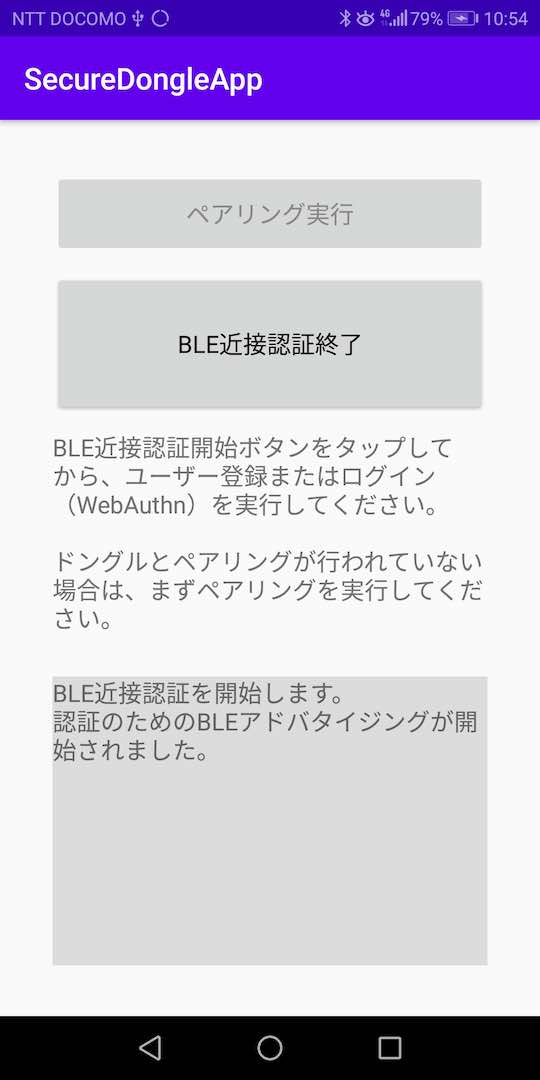 NTT DOCOMO 4G 79% 10:54
SecureDongleApp
ペアリング実行
BLE近接認証終了
BLE近接認証開始ボタンをタップして
から、ユーザー登録またはログイン
（WebAuthn）を実行してください。
ドングルとペアリングが行われていない
場合は、まずペアリングを実行してくだ
さい。
BLE近接認証を開始します。
認証のためのBLEアドバタイジングが開
始されました。